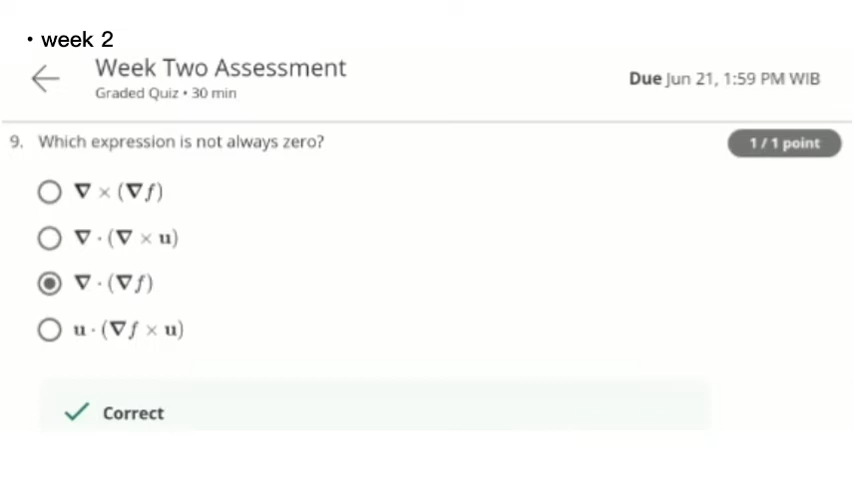 • week 2
Week Two Assessment
Graded Quiz • 30 min
Due Jun 21, 1:59 PM WIB
9. Which expression is not always zero?
1 / 1 point
∇ × (∇f)
∇ · (∇ × u)
∇ · (∇f)
u · (∇f × u)
Correct